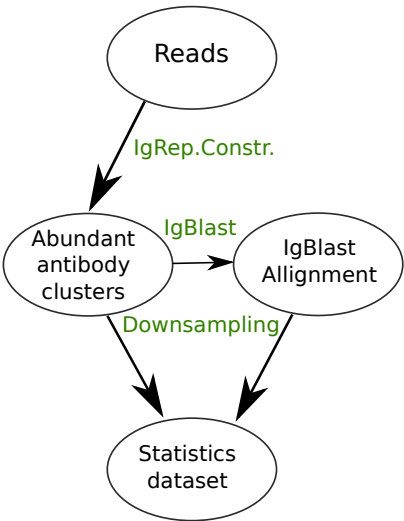 Reads
IgRep.Constr.
Abundant
antibody
clusters
IgBlast
IgBlast
Allignment
Downsampling
Statistics
dataset